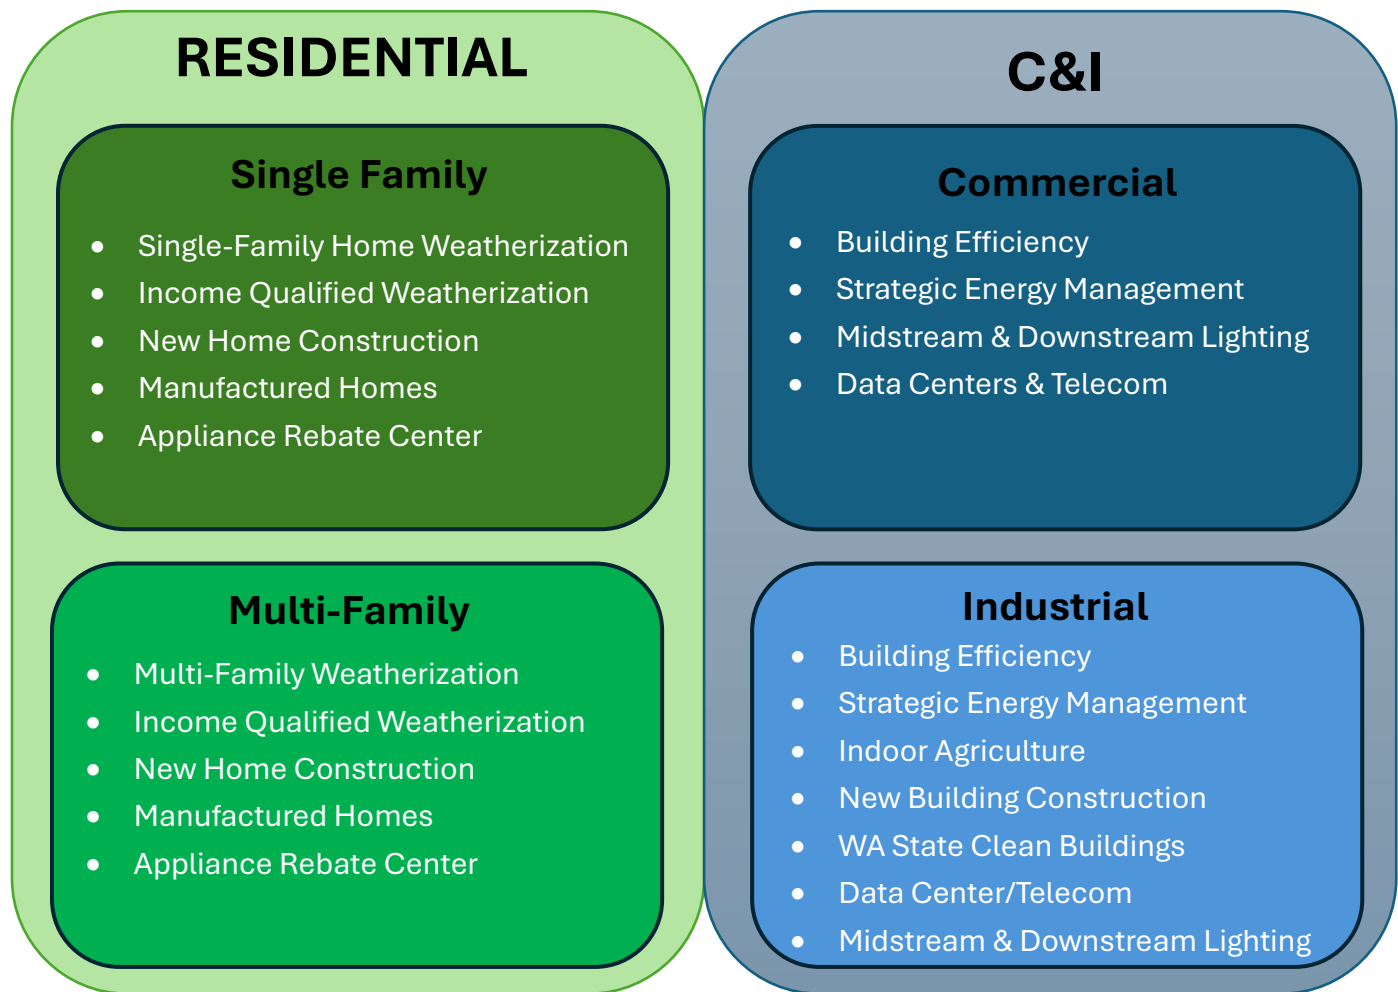 RESIDENTIAL
Single Family
• Single-Family Home Weatherization
• Income Qualified Weatherization
• New Home Construction
• Manufactured Homes
• Appliance Rebate Center
Multi-Family
• Multi-Family Weatherization
• Income Qualified Weatherization
• New Home Construction
• Manufactured Homes
• Appliance Rebate Center
C&I
Commercial
• Building Efficiency
• Strategic Energy Management
• Midstream & Downstream Lighting
• Data Centers & Telecom
Industrial
• Building Efficiency
• Strategic Energy Management
• Indoor Agriculture
• New Building Construction
• WA State Clean Buildings
• Data Center/Telecom
• Midstream & Downstream Lighting